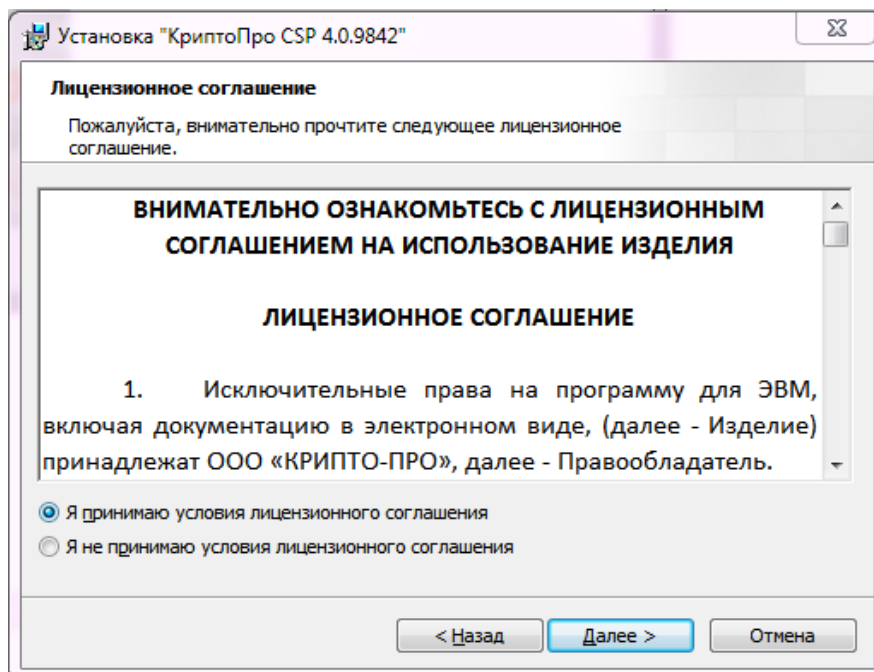 Установка "КриптоПро CSP 4.0.9842"
Лицензионное соглашение
Пожалуйста, внимательно прочтите следующее лицензионное
соглашение.
ВНИМАТЕЛЬНО ОЗНАКОМЬТЕСЬ С ЛИЦЕНЗИОННЫМ
СОГЛАШЕНИЕМ НА ИСПОЛЬЗОВАНИЕ ИЗДЕЛИЯ
ЛИЦЕНЗИОННОЕ СОГЛАШЕНИЕ
1. Исключительные права на программу для ЭВМ,
включая документацию в электронном виде, (далее - Изделие)
принадлежат ООО «КРИПТО-ПРО», далее - Правообладатель.
Я принимаю условия лицензионного соглашения
Я не принимаю условия лицензионного соглашения
< Назад Далее > Отмена